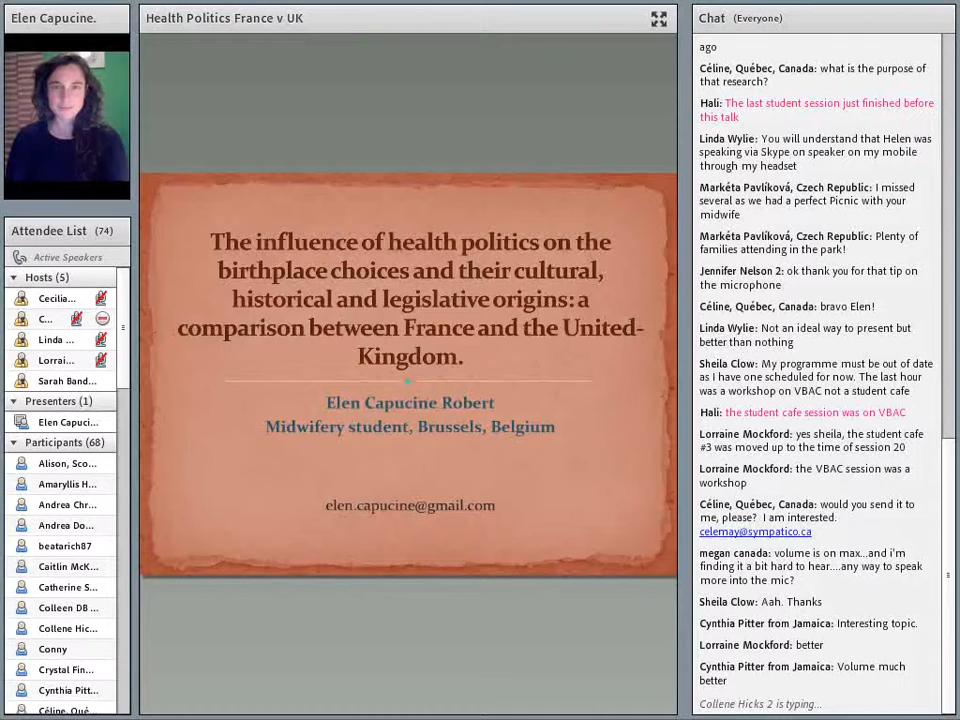 Elen Capucine.
Health Politics France v UK
Chat (Everyone)
Attendee List (74)
Active Speakers
Hosts (5)
Cecilia...
C...
Linda ...
Lorrai...
Sarah Band...
Presenters (1)
Elen Capuci...
Participants (68)
Alison, Sco...
Amaryllis H...
Andrea Chr...
Andrea Do...
beatarich87
Caitlin McK...
Catherine S...
Colleen DB ...
Collene Hic...
Conny
Crystal Fin...
Cynthia Pitt...
Céline, Qué...
The influence of health politics on the
birthplace choices and their cultural,
historical and legislative origins: a
comparison between France and the United-
Kingdom.
Elen Capucine Robert
Midwifery student, Brussels, Belgium
elen.capucine@gmail.com
ago
Céline, Québec, Canada: what is the purpose of
that research?
Hali: The last student session just finished before
this talk
Linda Wylie: You will understand that Helen was
speaking via Skype on speaker on my mobile
through my headset
Markéta Pavlíková, Czech Republic: I missed
several as we had a perfect Picnic with your
midwife
Markéta Pavlíková, Czech Republic: Plenty of
families attending in the park!
Jennifer Nelson 2: ok thank you for that tip on
the microphone
Céline, Québec, Canada: bravo Elen!
Linda Wylie: Not an ideal way to present but
better than nothing
Sheila Clow: My programme must be out of date
as I have one scheduled for now. The last hour
was a workshop on VBAC not a student cafe
Hali: the student cafe session was on VBAC
Lorraine Mockford: yes sheila, the student cafe
#3 was moved up to the time of session 20
Lorraine Mockford: the VBAC session was a
workshop
Céline, Québec, Canada: would you send it to
me, please? I am interested.
celemay@sympatico.ca
megan canada: volume is on max...and i'm
finding it a bit hard to hear....any way to speak
more into the mic?
Sheila Clow: Aah. Thanks
Cynthia Pitter from Jamaica: Interesting topic.
Lorraine Mockford: better
Cynthia Pitter from Jamaica: Volume much
better
Collene Hicks 2 is typing...